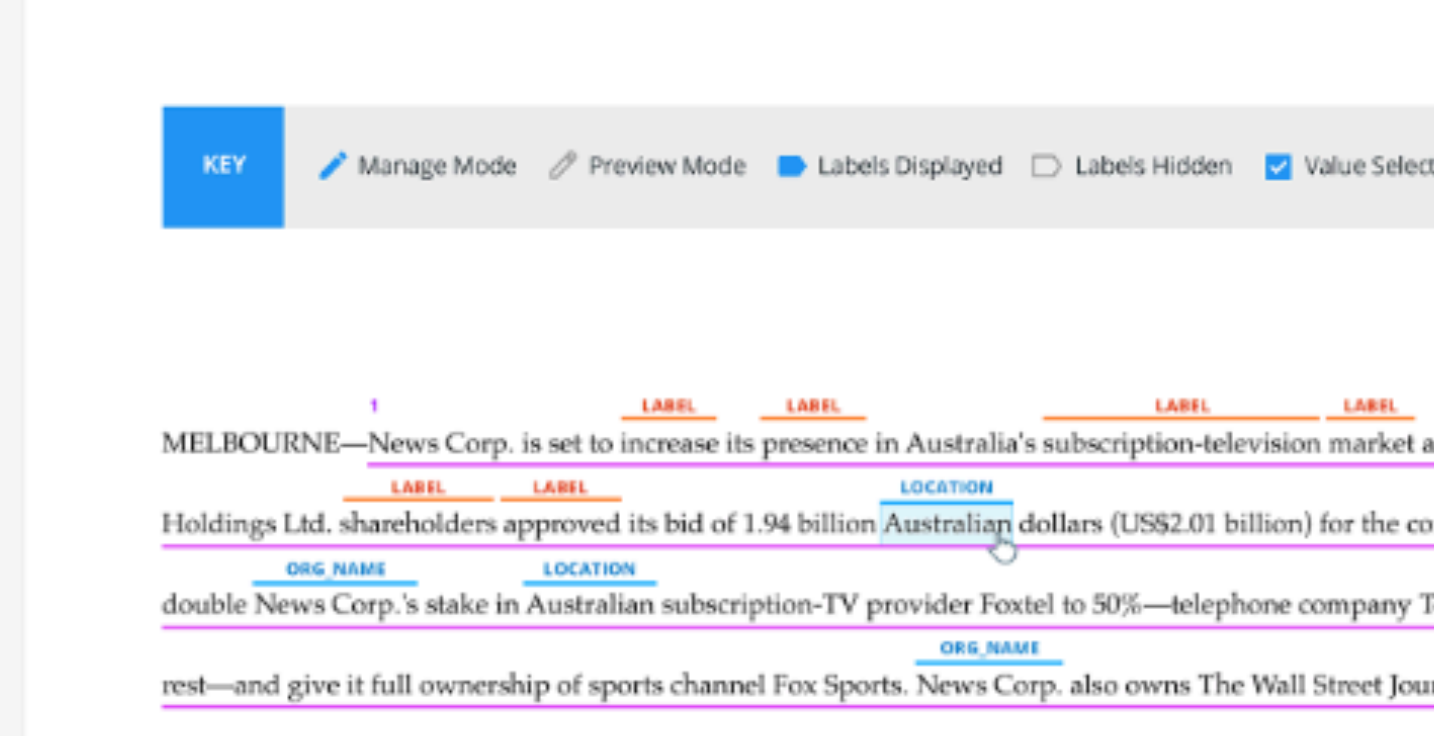 KEY Manage Mode Preview Mode Labels Displayed Labels Hidden Value Select
1 LABEL LABEL LABEL LABEL
MELBOURNE—News Corp. is set to increase its presence in Australia's subscription-television market a
LABEL LABEL LOCATION
Holdings Ltd. shareholders approved its bid of 1.94 billion Australian dollars (US$2.01 billion) for the co
ORG_NAME LOCATION
double News Corp.'s stake in Australian subscription-TV provider Foxtel to 50%—telephone company T
ORG_NAME
rest—and give it full ownership of sports channel Fox Sports. News Corp. also owns The Wall Street Jour